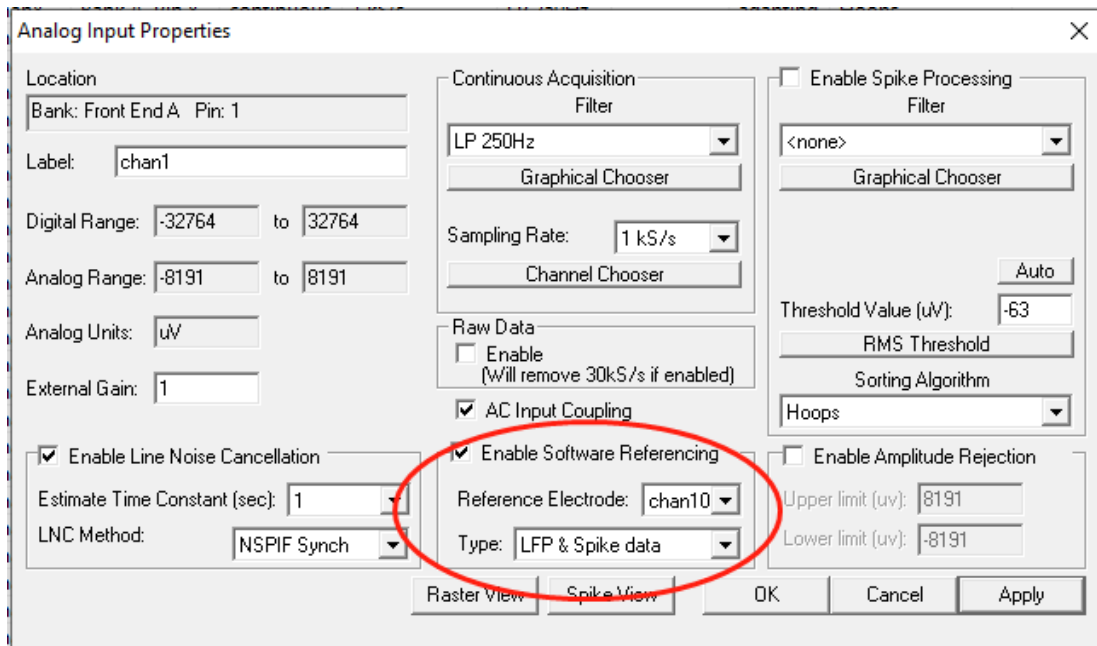 Analog Input Properties
Location
Bank: Front End A Pin: 1
Label: chan1
Digital Range: -32764 to 32764
Analog Range: -8191 to 8191
Analog Units: uV
External Gain: 1
Enable Line Noise Cancellation
Estimate Time Constant (sec): 1
LNC Method: NSPIF Synch
Continuous Acquisition
Filter
LP 250Hz
Graphical Chooser
Sampling Rate: 1 kS/s
Channel Chooser
Raw Data
Enable
(Will remove 30kS/s if enabled)
AC Input Coupling
Enable Software Referencing
Reference Electrode: chan10
Type: LFP & Spike data
Enable Spike Processing
Filter
<none>
Graphical Chooser
Auto
Threshold Value (uV): -63
RMS Threshold
Sorting Algorithm
Hoops
Enable Amplitude Rejection
Upper limit (uv): 8191
Lower limit (uv): -8191
Raster View Spike View OK Cancel Apply